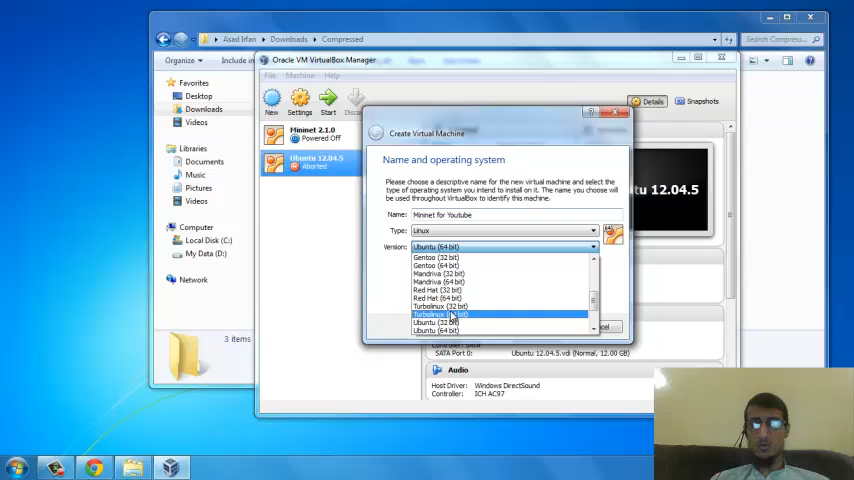 Asad Irfan ▸ Downloads ▸ Compressed
Search Compress...
Organize
Include in
Favorites
Desktop
Downloads
Videos
Libraries
Documents
Music
Pictures
Videos
Computer
Local Disk (C:)
Network
3 items
Oracle VM VirtualBox Manager
File Machine Help
New
Settings
Start
Disca
Details
Snapshots
Mininet 2.1.0
Powered Off
Ubuntu 12.04.5
Aborted
Create Virtual Machine
Name and operating system
Please choose a descriptive name for the new virtual machine and select the
type of operating system you intend to install on it. The name you choose will
be used throughout VirtualBox to identify this machine.
Name: Mininet for Youtube
Type: Linux
Version: Ubuntu (64 bit)
Gentoo (32 bit)
Gentoo (64 bit)
Mandriva (32 bit)
Mandriva (64 bit)
Red Hat (32 bit)
Red Hat (64 bit)
Turbolinux (32 bit)
Turbolinux (64 bit)
Ubuntu (32 bit)
Ubuntu (64 bit)
cel
u 12.04.5
SATA Port 0: Ubuntu 12.04.5.vdi (Normal, 12.00 GB)
Audio
Host Driver: Windows DirectSound
Controller: ICH AC97